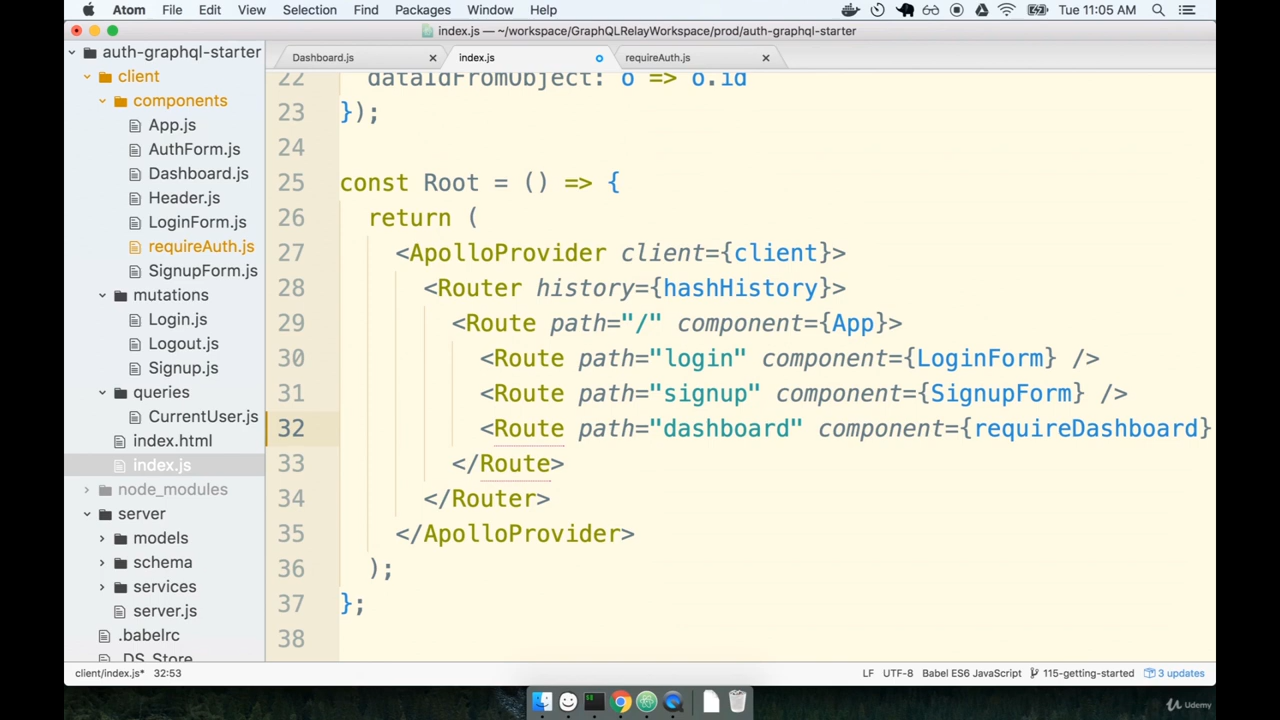 Atom File Edit View Selection Find Packages Window Help Tue 11:05 AM
index.js — ~/workspace/GraphQLRelayWorkspace/prod/auth-graphql-starter
auth-graphql-starter
client
components
App.js
AuthForm.js
Dashboard.js
Header.js
LoginForm.js
requireAuth.js
SignupForm.js
mutations
Login.js
Logout.js
Signup.js
queries
CurrentUser.js
index.html
index.js
node_modules
server
models
schema
services
server.js
.babelrc
.DS_Store
Dashboard.js index.js requireAuth.js
22 dataIdFromObject: o => o.id
23 });
24
25 const Root = () => {
26 return (
27 <ApolloProvider client={client}>
28 <Router history={hashHistory}>
29 <Route path="/" component={App}>
30 <Route path="login" component={LoginForm} />
31 <Route path="signup" component={SignupForm} />
32 <Route path="dashboard" component={requireDashboard}
33 </Route>
34 </Router>
35 </ApolloProvider>
36 );
37 };
38
client/index.js* 32:53 LF UTF-8 Babel ES6 JavaScript 115-getting-started 3 updates
Udemy